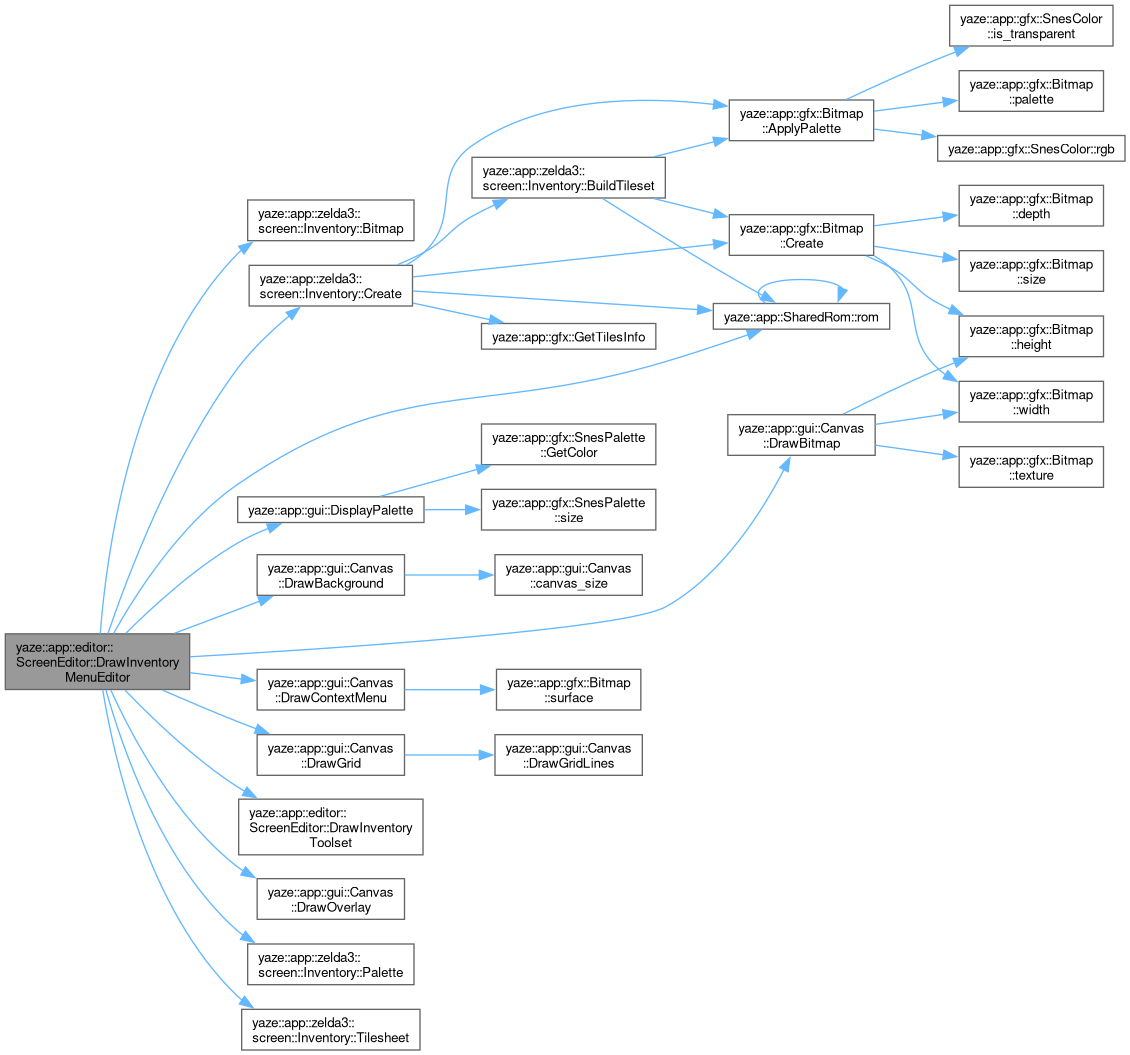 yaze::app::gfx::SnesColor
::is_transparent
yaze::app::gfx::Bitmap
::palette
yaze::app::gfx::Bitmap
::ApplyPalette
yaze::app::gfx::SnesColor::rgb
yaze::app::zelda3::
screen::Inventory::BuildTileset
yaze::app::gfx::Bitmap
::depth
yaze::app::zelda3::
screen::Inventory::Bitmap
yaze::app::gfx::Bitmap
::Create
yaze::app::gfx::Bitmap
::size
yaze::app::zelda3::
screen::Inventory::Create
yaze::app::SharedRom::rom
yaze::app::gfx::GetTilesInfo
yaze::app::gfx::Bitmap
::height
yaze::app::gfx::Bitmap
::width
yaze::app::gui::Canvas
::DrawBitmap
yaze::app::gfx::SnesPalette
::GetColor
yaze::app::gfx::Bitmap
::texture
yaze::app::gui::DisplayPalette
yaze::app::gfx::SnesPalette
::size
yaze::app::gui::Canvas
::DrawBackground
yaze::app::gui::Canvas
::canvas_size
yaze::app::editor::
ScreenEditor::DrawInventory
MenuEditor
yaze::app::gui::Canvas
::DrawContextMenu
yaze::app::gfx::Bitmap
::surface
yaze::app::gui::Canvas
::DrawGrid
yaze::app::gui::Canvas
::DrawGridLines
yaze::app::editor::
ScreenEditor::DrawInventory
Toolset
yaze::app::gui::Canvas
::DrawOverlay
yaze::app::zelda3::
screen::Inventory::Palette
yaze::app::zelda3::
screen::Inventory::Tilesheet